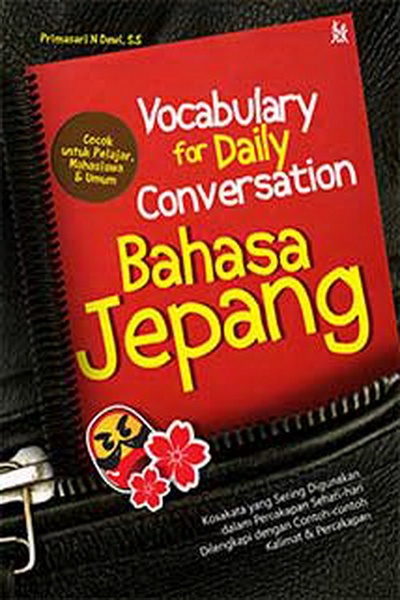 Primasari N Dewi, S.S
Cocok
untuk Pelajar,
Mahasiswa
& Umum
Vocabulary
for Daily
Conversation
Bahasa
Jepang
Kosakata yang Sering Digunakan
dalam Percakapan Sehari-hari
Dilengkapi dengan Contoh-contoh
Kalimat & Percakapan